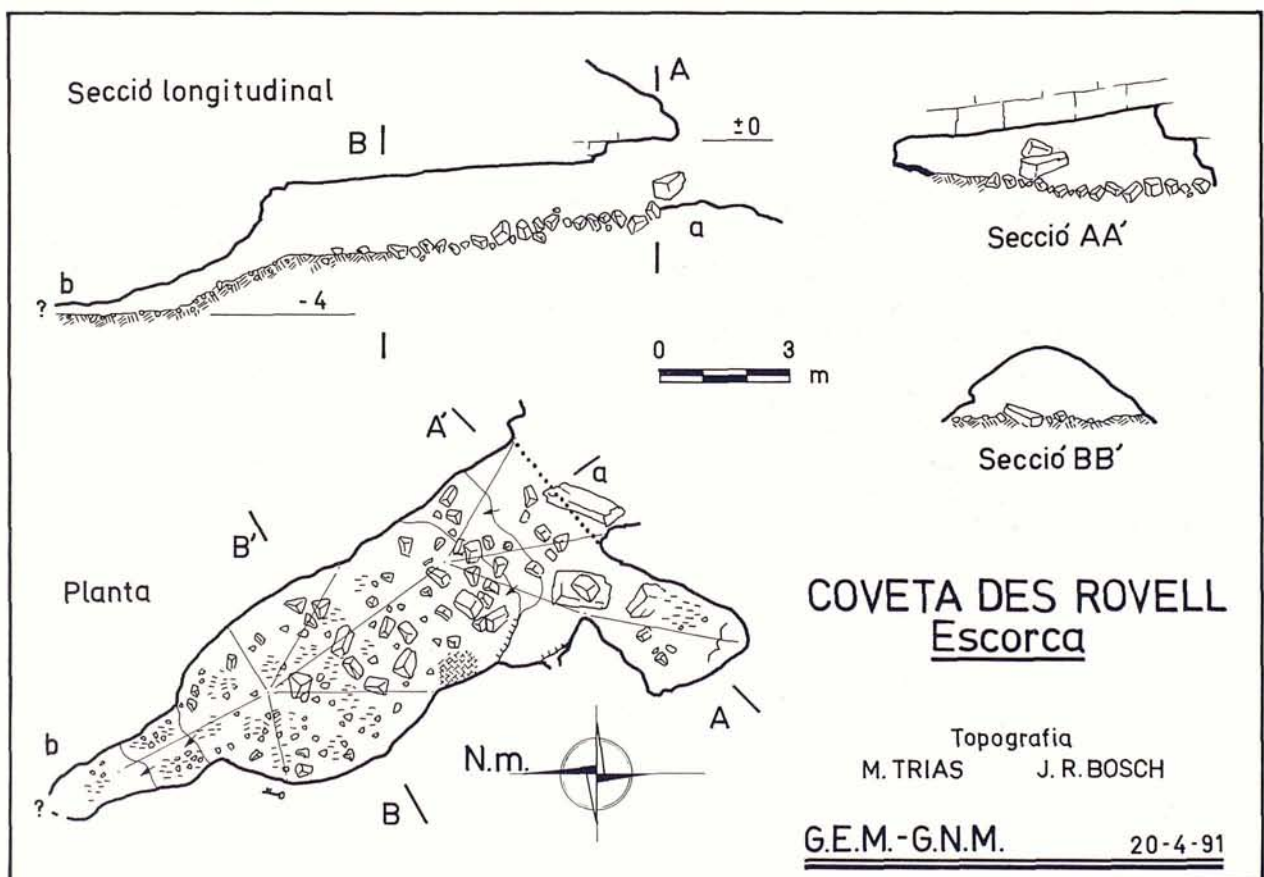 Secció longitudinal
A
B
±0
a
b
?
-4
Secció AA'
0 3
m
Secció BB'
A'
a
B'
Planta
b
?
A
B
N.m.
COVETA DES ROVELL
Escorca
Topografia
M. TRIAS J. R. BOSCH
G.E.M.-G.N.M. 20-4-91